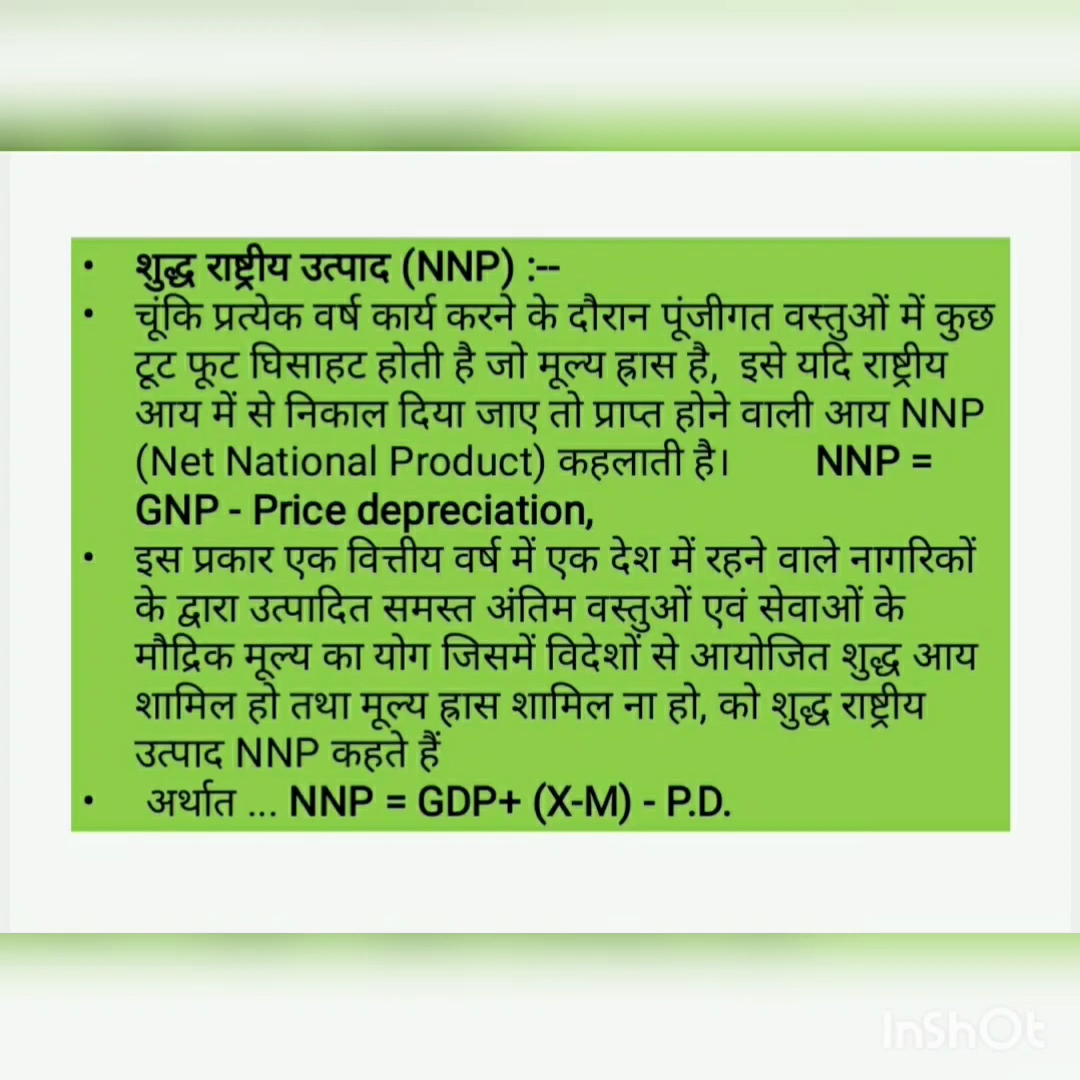 • शुद्ध राष्ट्रीय उत्पाद (NNP) :--
• चूंकि प्रत्येक वर्ष कार्य करने के दौरान पूंजीगत वस्तुओं में कुछ
टूट फूट घिसाहट होती है जो मूल्य ह्रास है, इसे यदि राष्ट्रीय
आय में से निकाल दिया जाए तो प्राप्त होने वाली आय NNP
(Net National Product) कहलाती है। NNP =
GNP - Price depreciation,
• इस प्रकार एक वित्तीय वर्ष में एक देश में रहने वाले नागरिकों
के द्वारा उत्पादित समस्त अंतिम वस्तुओं एवं सेवाओं के
मौद्रिक मूल्य का योग जिसमें विदेशों से आयोजित शुद्ध आय
शामिल हो तथा मूल्य ह्रास शामिल ना हो, को शुद्ध राष्ट्रीय
उत्पाद NNP कहते हैं
• अर्थात ... NNP = GDP+ (X-M) - P.D.
InShOt